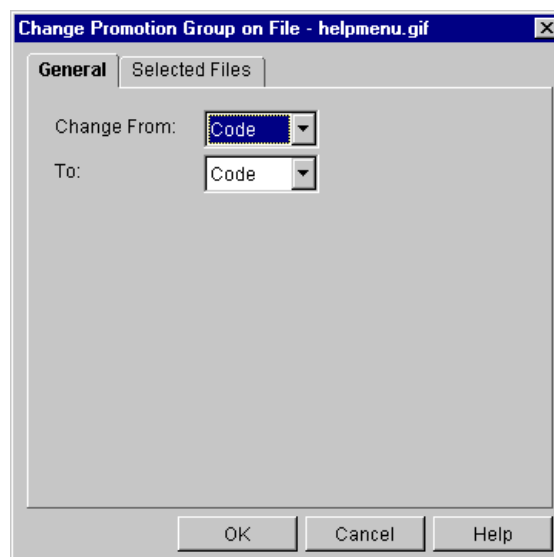 Change Promotion Group on File - helpmenu.gif
General Selected Files
Change From: Code
To: Code
OK Cancel Help